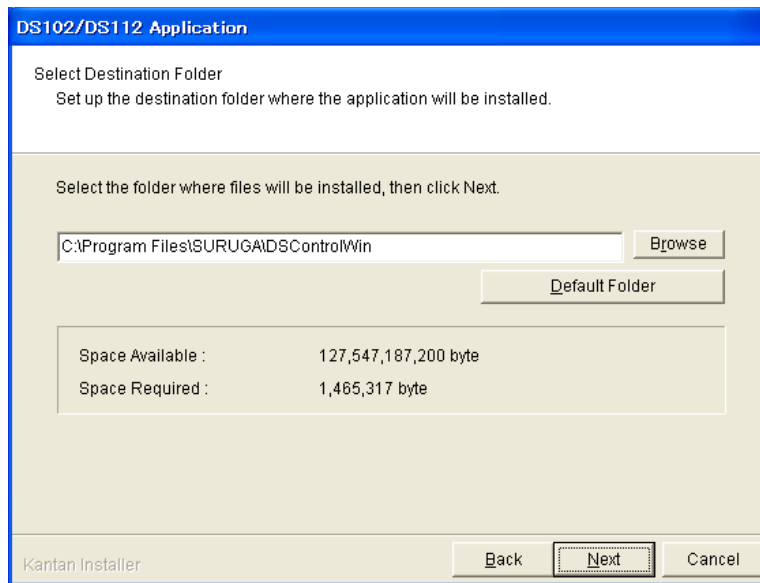 DS102/DS112 Application
Select Destination Folder
Set up the destination folder where the application will be installed.
Select the folder where files will be installed, then click Next.
C:\Program Files\SURUGA\DSControlWin
Browse
Default Folder
Space Available : 127,547,187,200 byte
Space Required : 1,465,317 byte
Kantan Installer
Back Next Cancel